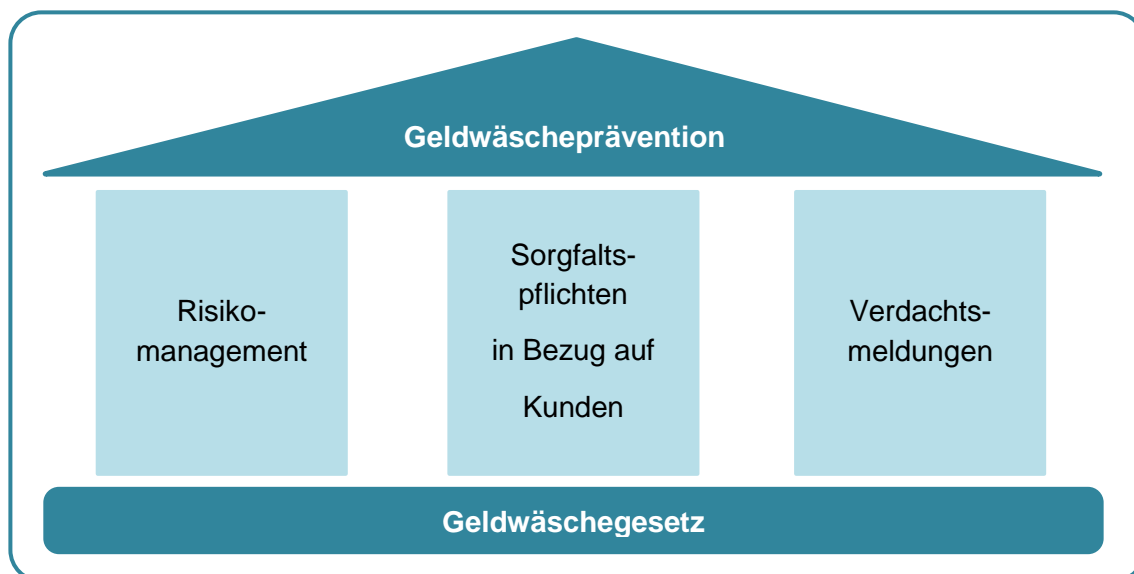 Geldwäscheprävention
Risiko-
management
Sorgfalts-
pflichten
in Bezug auf
Kunden
Verdachts-
meldungen
Geldwäschegesetz